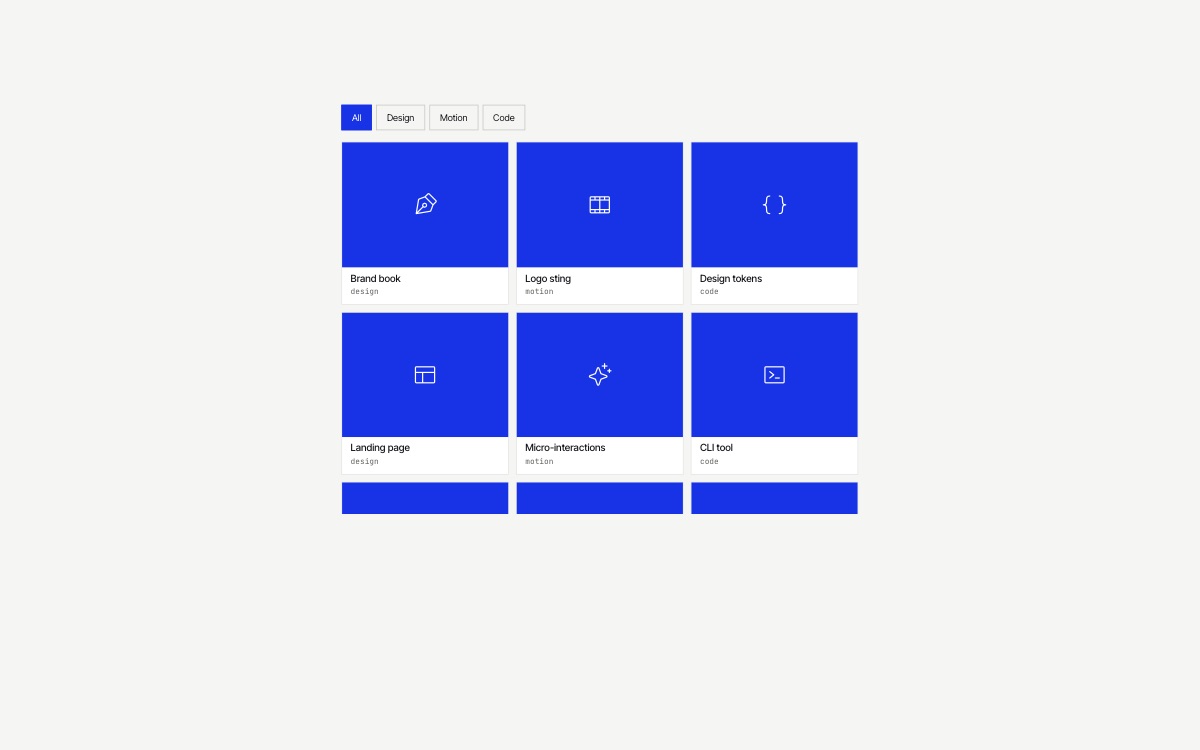 All Design Motion Code
Brand book Logo sting Design tokens
design motion code
Landing page Micro-interactions CLI tool
design motion code